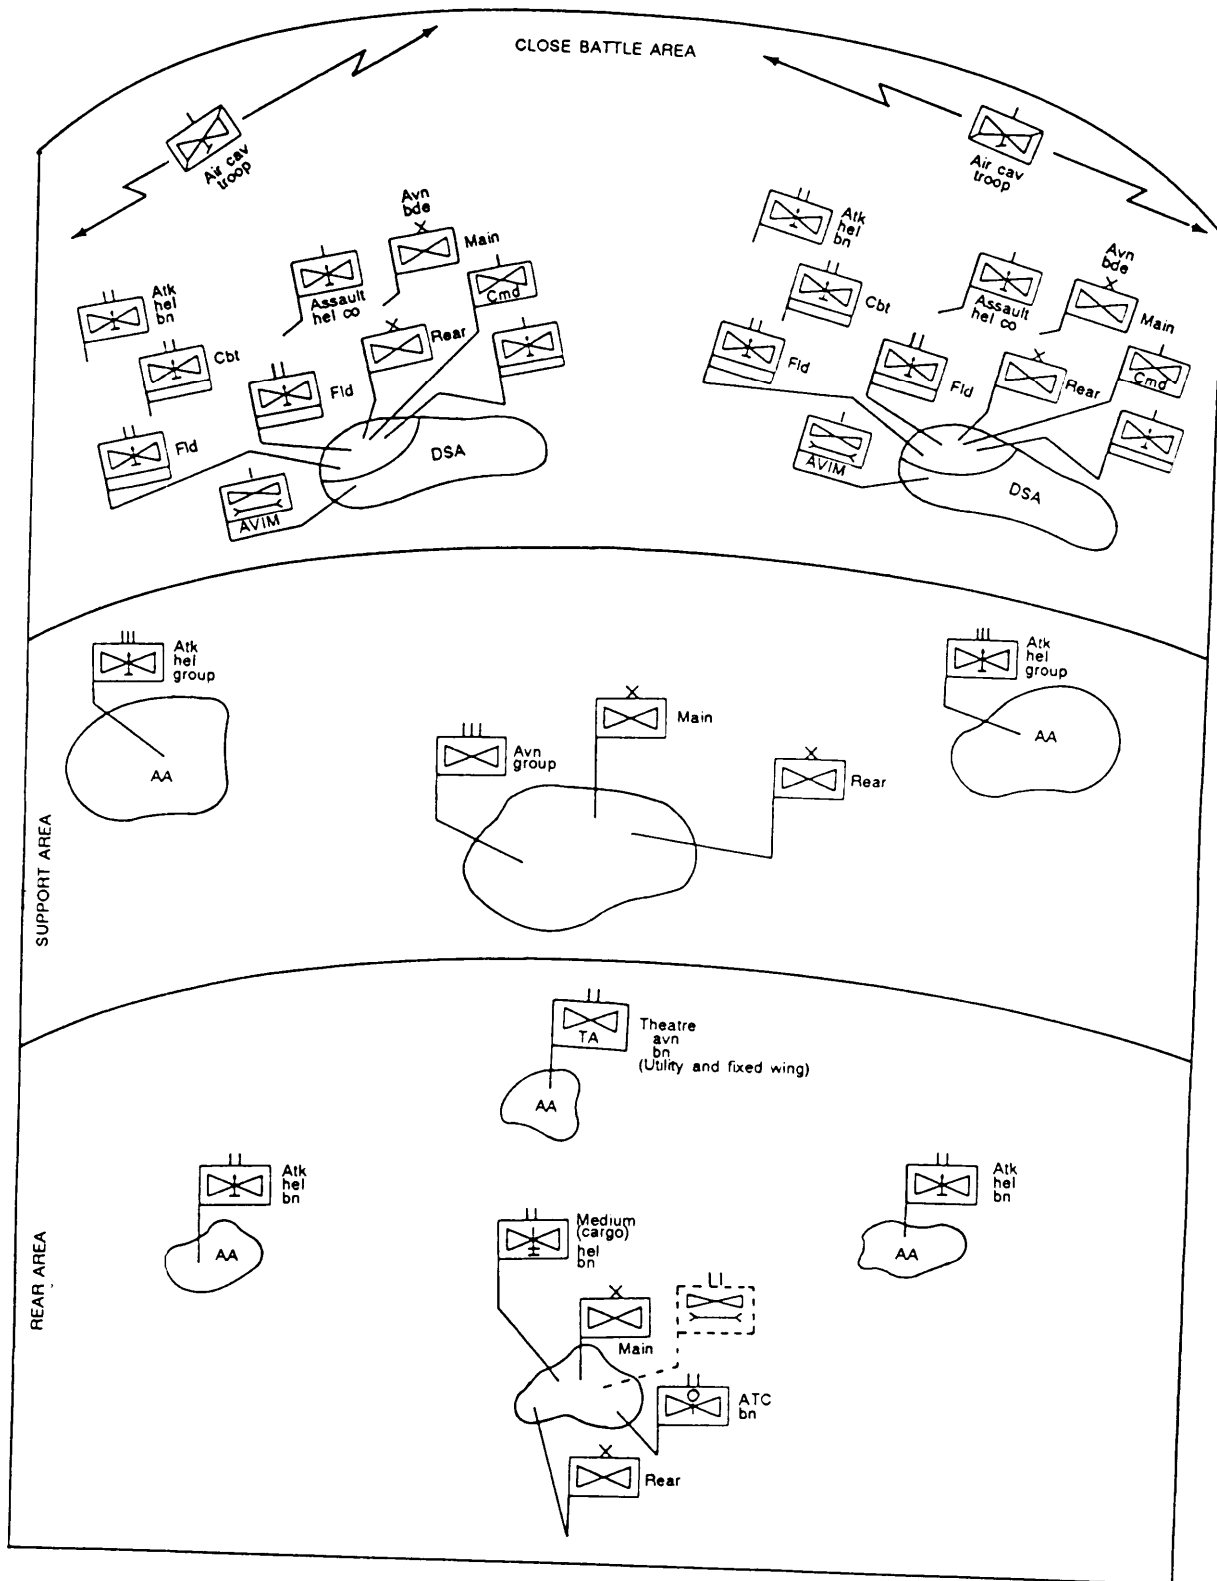 CLOSE BATTLE AREA
Air cav
troop
Air cav
troop
Avn
bde
Main
Atk
hel
bn
Assault
hel co
Cmd
Cbt
Rear
Fld
Fld
DSA
AVIM
Atk
hel
bn
Avn
bde
Cbt
Assault
hel co
Main
Fld
Fld
Rear
Cmd
AVIM
DSA
SUPPORT AREA
Atk
hel
group
AA
Main
Avn
group
Rear
Atk
hel
group
AA
REAR AREA
TA
Theatre
avn
bn
(Utility and fixed wing)
AA
Atk
hel
bn
AA
Atk
hel
bn
AA
Medium
(cargo)
hel
bn
Main
ATC
bn
Rear